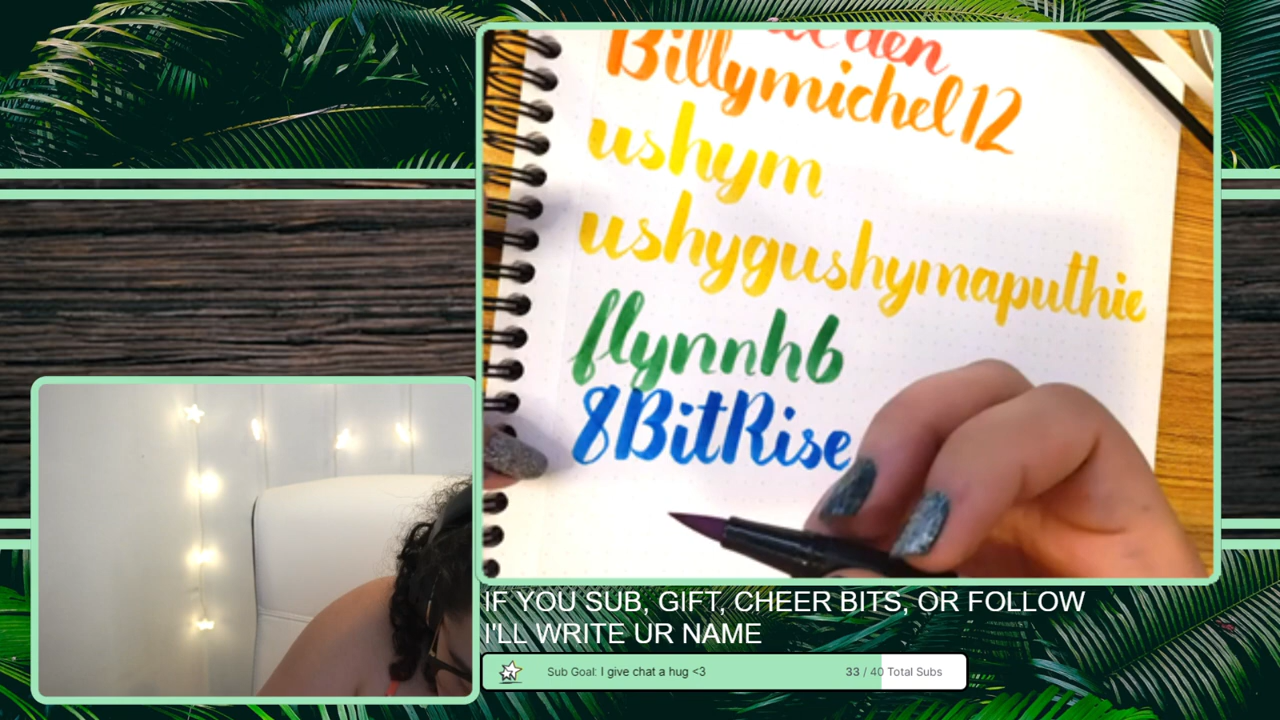 den
Billymichel12
ushym
ushygushymaputhie
flynnh6
8BitRise
IF YOU SUB, GIFT, CHEER BITS, OR FOLLOW
I'LL WRITE UR NAME
Sub Goal: I give chat a hug <3 33 / 40 Total Subs